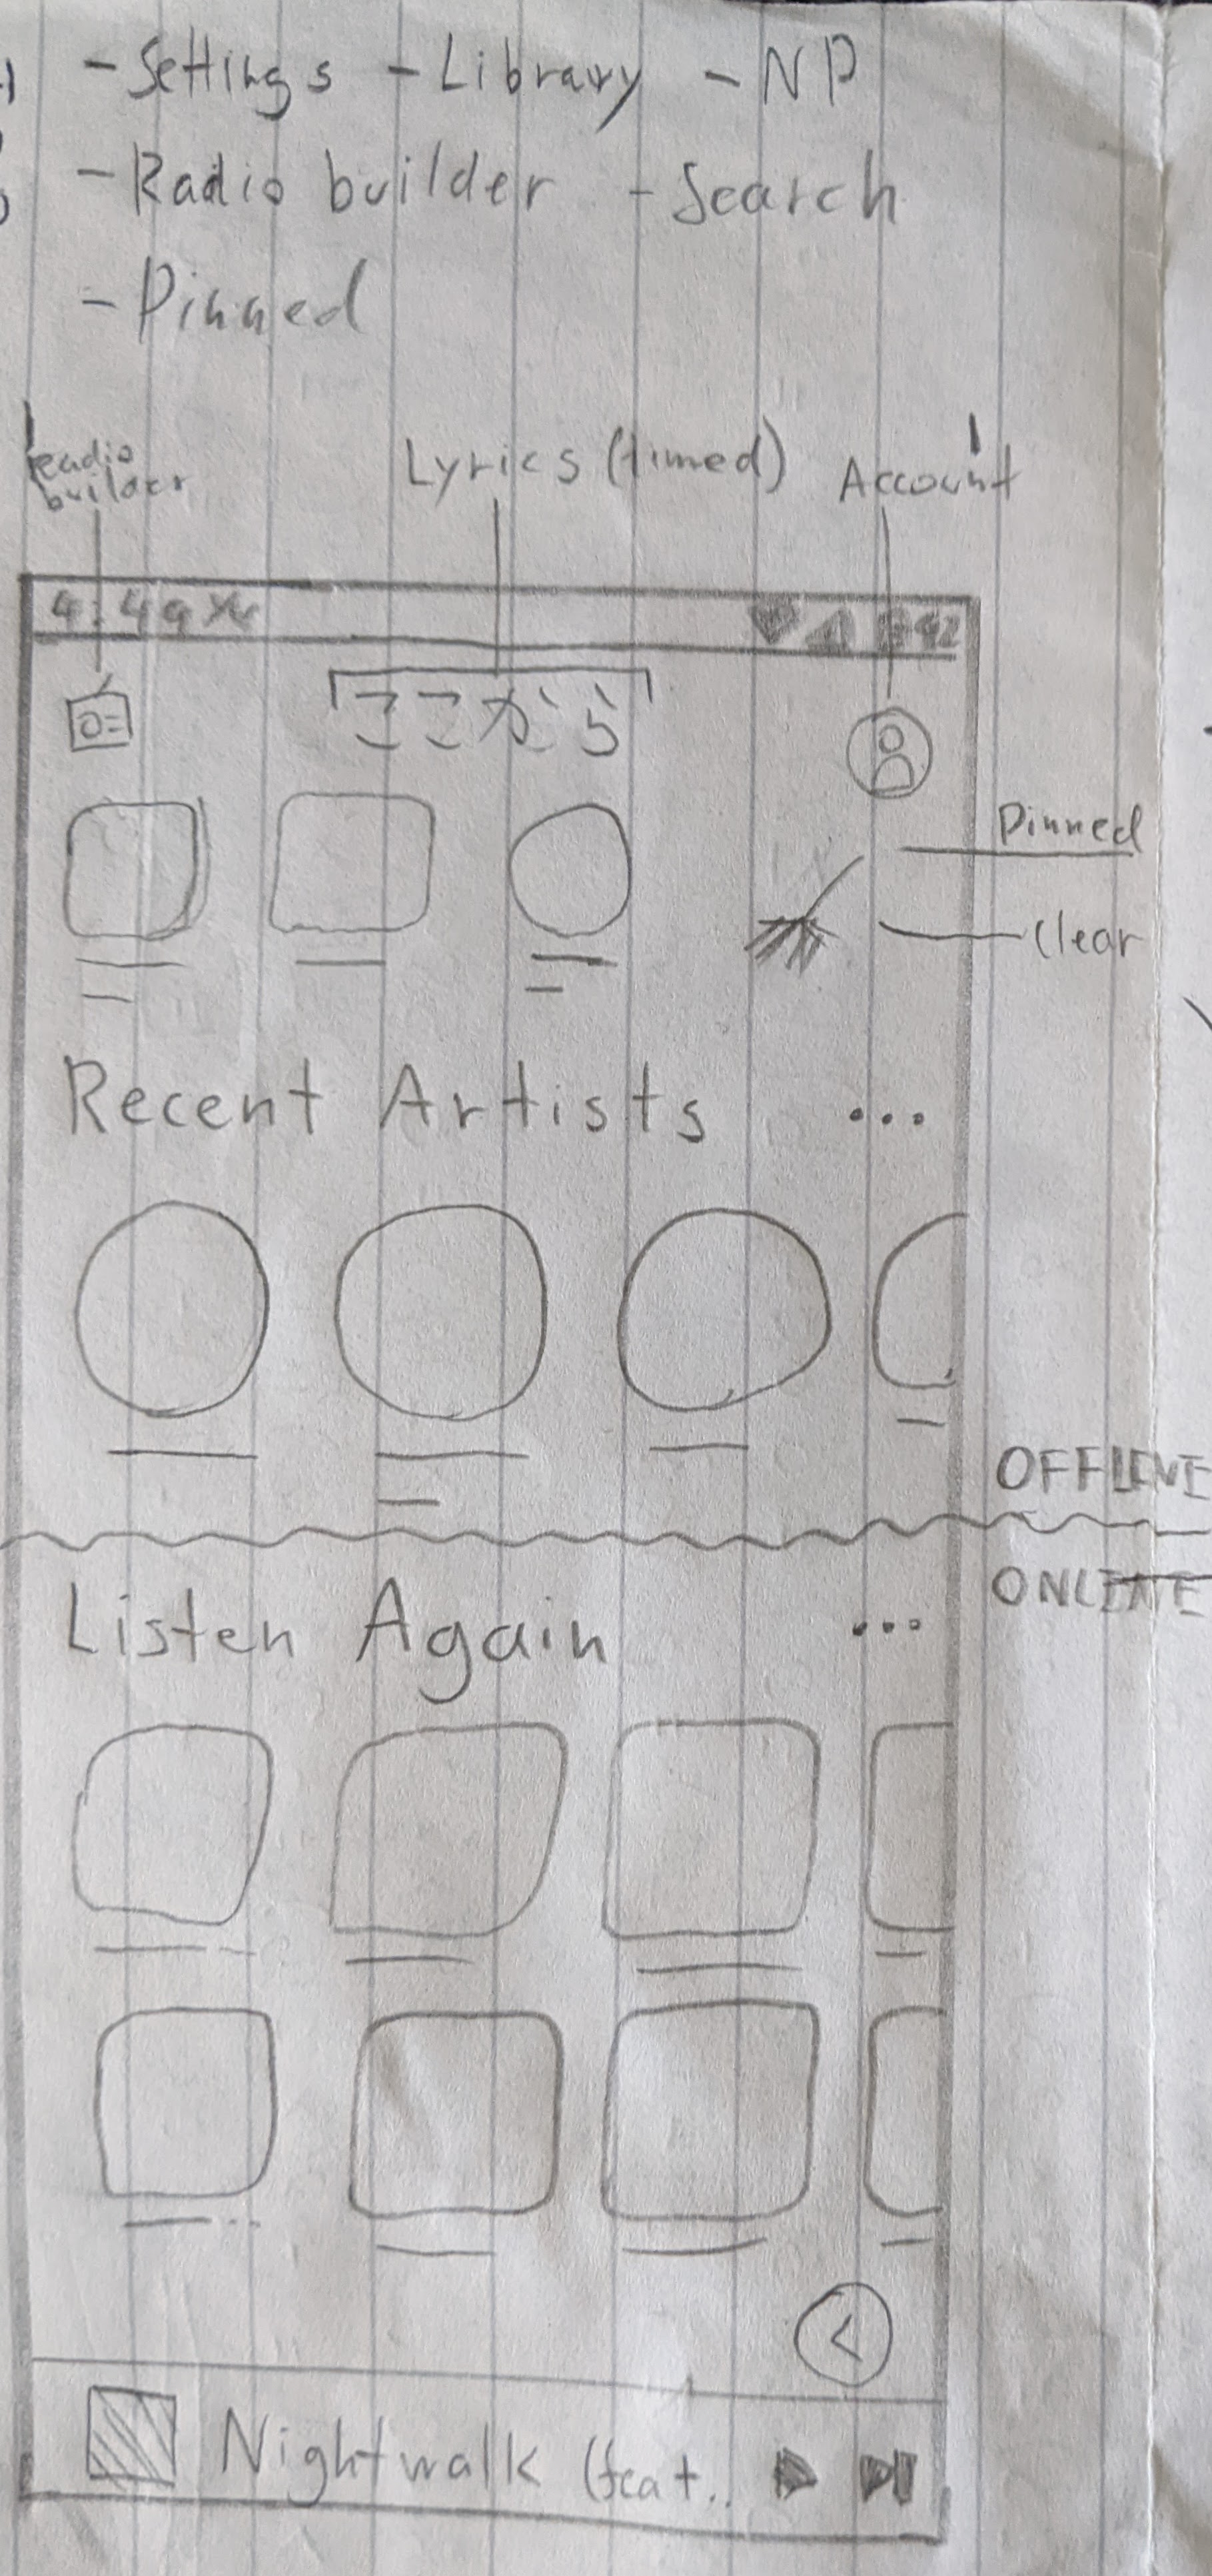 - Settings - Library - NP
- Radio builder - Search
- Pinned
Radio
builder
Lyrics (timed)
Account
4:49
42
ここから
Pinned
Clear
Recent Artists ...
OFFLINE
ONLINE
Listen Again ...
Nightwalk (feat..